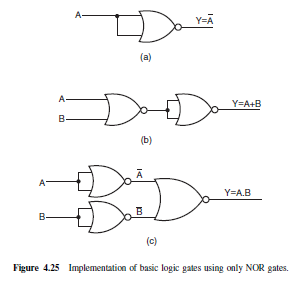 A
Y=A̅
(a)
A
B
Y=A+B
(b)
A
A̅
B
B̅
Y=A.B
(c)
Figure 4.25 Implementation of basic logic gates using only NOR gates.